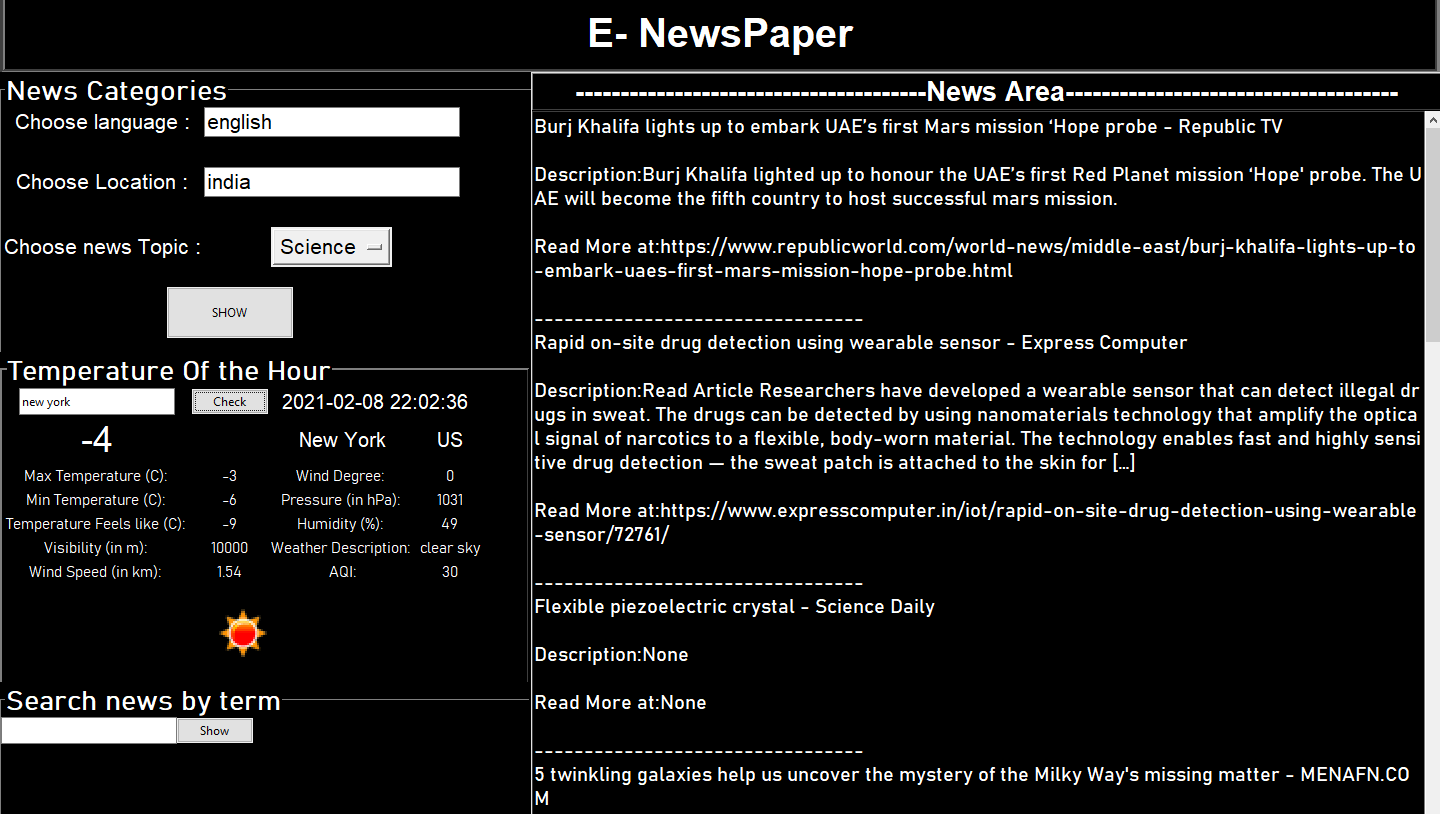 E- NewsPaper
News Categories
Choose language : english
Choose Location : india
Choose news Topic : Science
SHOW
Temperature Of the Hour
new york Check 2021-02-08 22:02:36
-4 New York US
Max Temperature (C): -3 Wind Degree: 0
Min Temperature (C): -6 Pressure (in hPa): 1031
Temperature Feels like (C): -9 Humidity (%): 49
Visibility (in m): 10000 Weather Description: clear sky
Wind Speed (in km): 1.54 AQI: 30
Search news by term
Show
---------------------------------------News Area-------------------------------------
Burj Khalifa lights up to embark UAE’s first Mars mission ‘Hope probe - Republic TV
Description:Burj Khalifa lighted up to honour the UAE’s first Red Planet mission ‘Hope' probe. The U
AE will become the fifth country to host successful mars mission.
Read More at:https://www.republicworld.com/world-news/middle-east/burj-khalifa-lights-up-to
-embark-uaes-first-mars-mission-hope-probe.html
---------------------------------
Rapid on-site drug detection using wearable sensor - Express Computer
Description:Read Article Researchers have developed a wearable sensor that can detect illegal dr
ugs in sweat. The drugs can be detected by using nanomaterials technology that amplify the optica
l signal of narcotics to a flexible, body-worn material. The technology enables fast and highly sensi
tive drug detection — the sweat patch is attached to the skin for […]
Read More at:https://www.expresscomputer.in/iot/rapid-on-site-drug-detection-using-wearable
-sensor/72761/
---------------------------------
Flexible piezoelectric crystal - Science Daily
Description:None
Read More at:None
---------------------------------
5 twinkling galaxies help us uncover the mystery of the Milky Way's missing matter - MENAFN.CO
M